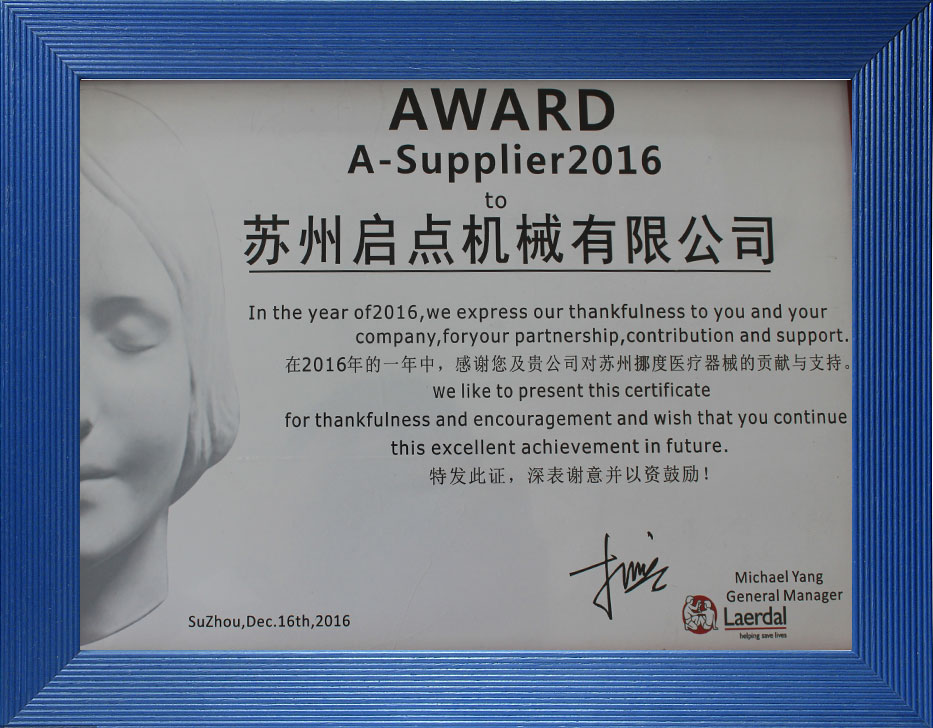 AWARD
A-Supplier2016
to
苏州启点机械有限公司
In the year of2016,we express our thankfulness to you and your
company,foryour partnership,contribution and support.
在2016年的一年中，感谢您及贵公司对苏州挪度医疗器械的贡献与支持。
we like to present this certificate
for thankfulness and encouragement and wish that you continue
this excellent achievement in future.
特发此证，深表谢意并以资鼓励！
Michael Yang
General Manager
Laerdal
helping save lives
SuZhou,Dec.16th,2016